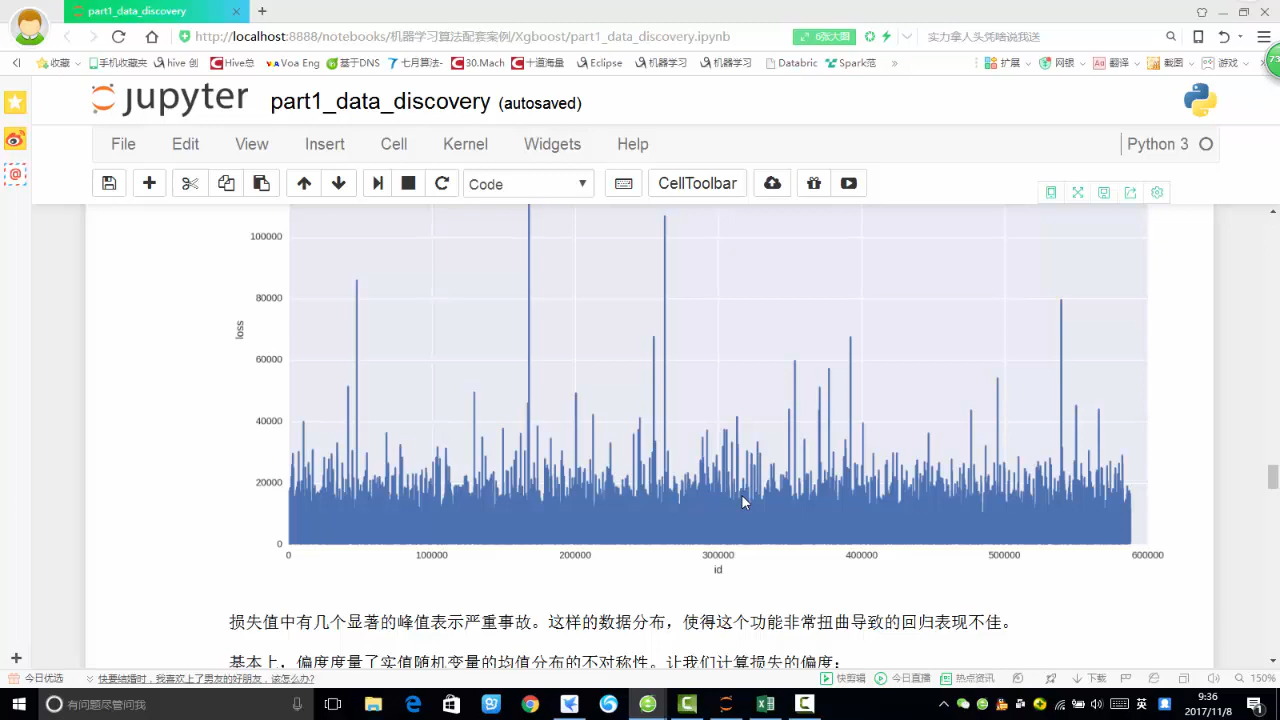 part1_data_discovery
http://localhost:8888/notebooks/机器学习算法配套案例/Xgboost/part1_data_discovery.ipynb
6张大图
实力拿人头凭啥说我送
收藏 手机收藏夹 hive 创 Hive总 Voa Eng 基于DNS 七月算法- 30.Mach 十道海量 Eclipse 机器学习 机器学习 Databric Spark范 » 扩展 网银 翻译 截图 游戏
73
jupyter part1_data_discovery (autosaved)
File Edit View Insert Cell Kernel Widgets Help Python 3
Code CellToolbar
100000
80000
60000
40000
20000
0
loss
0 100000 200000 300000 400000 500000 600000
id
损失值中有几个显著的峰值表示严重事故。这样的数据分布，使得这个功能非常扭曲导致的回归表现不佳。
基本上，偏度度量了实值随机变量的均值分布的不对称性。让我们计算损失的偏度：
今日优选 快要结婚时，我喜欢上了男友的好朋友，该怎么办? 快剪辑 今日直播 热点资讯 下载 150%
有问题尽管问我
英
9:36
2017/11/8